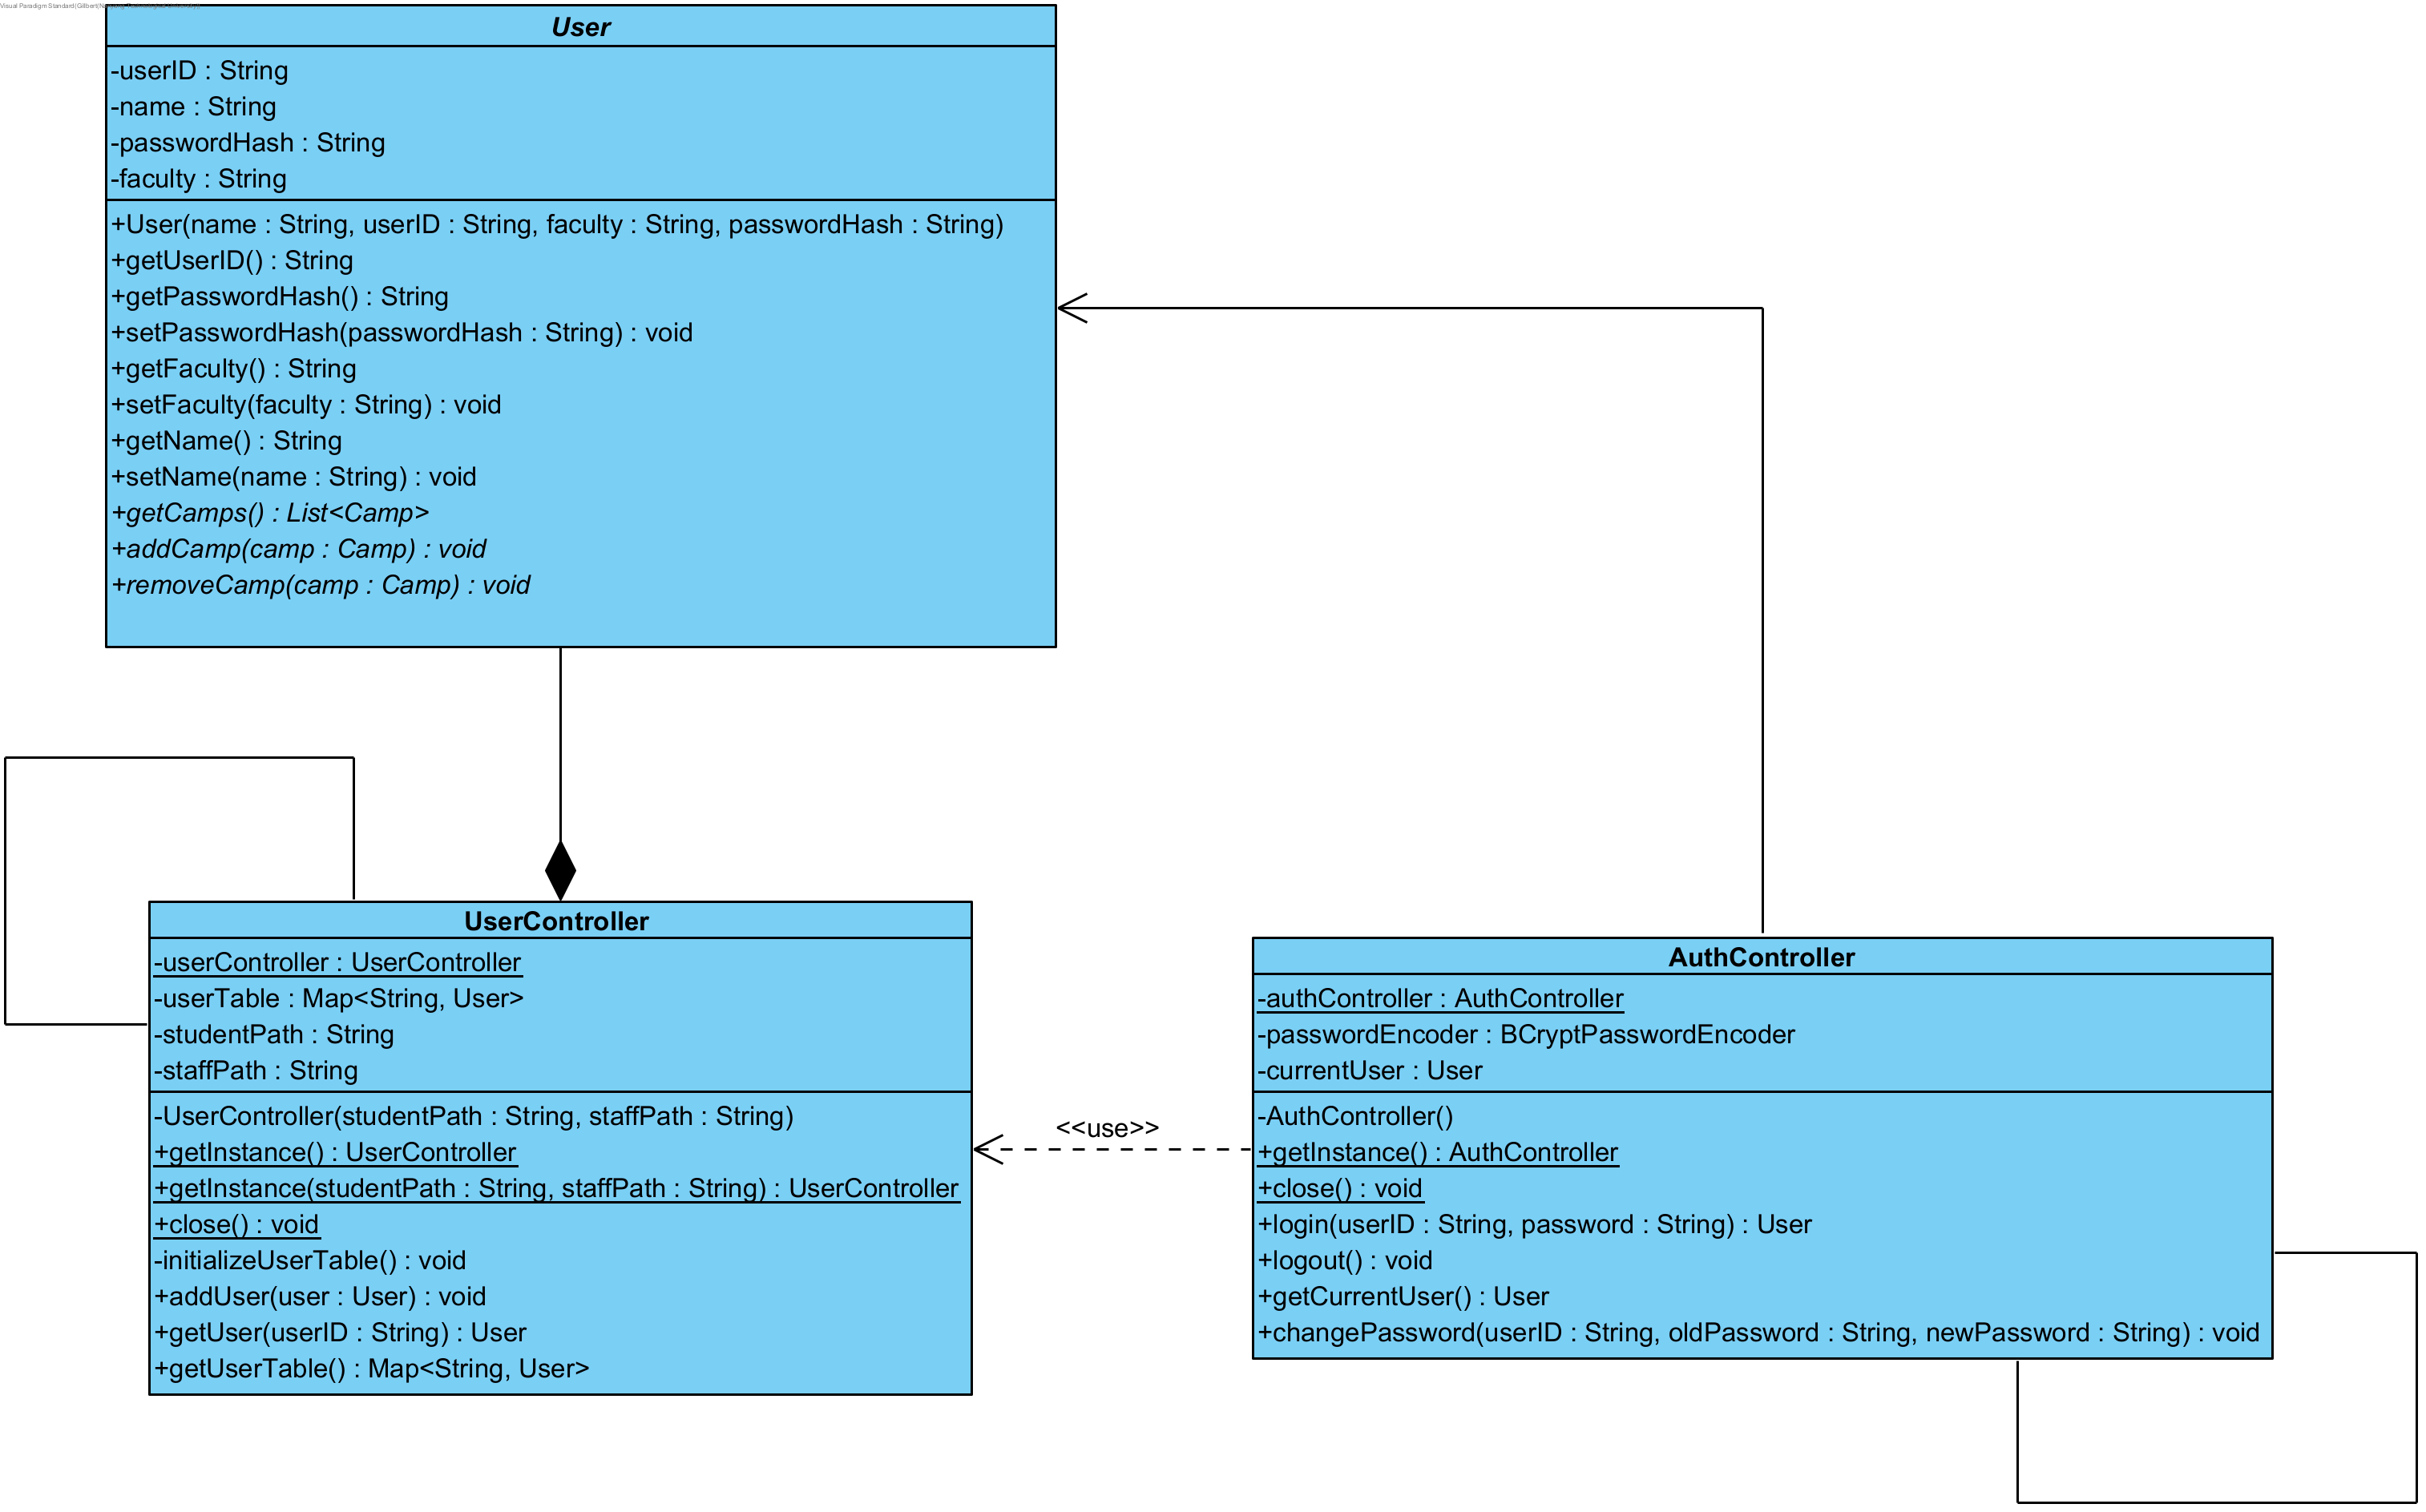 Visual Paradigm Standard
User
-userID : String
-name : String
-passwordHash : String
-faculty : String
+User(name : String, userID : String, faculty : String, passwordHash : String)
+getUserID() : String
+getPasswordHash() : String
+setPasswordHash(passwordHash : String) : void
+getFaculty() : String
+setFaculty(faculty : String) : void
+getName() : String
+setName(name : String) : void
+getCamps() : List<Camp>
+addCamp(camp : Camp) : void
+removeCamp(camp : Camp) : void
UserController
-userController : UserController
-userTable : Map<String, User>
-studentPath : String
-staffPath : String
-UserController(studentPath : String, staffPath : String)
+getInstance() : UserController
+getInstance(studentPath : String, staffPath : String) : UserController
+close() : void
-initializeUserTable() : void
+addUser(user : User) : void
+getUser(userID : String) : User
+getUserTable() : Map<String, User>
<<use>>
AuthController
-authController : AuthController
-passwordEncoder : BCryptPasswordEncoder
-currentUser : User
-AuthController()
+getInstance() : AuthController
+close() : void
+login(userID : String, password : String) : User
+logout() : void
+getCurrentUser() : User
+changePassword(userID : String, oldPassword : String, newPassword : String) : void